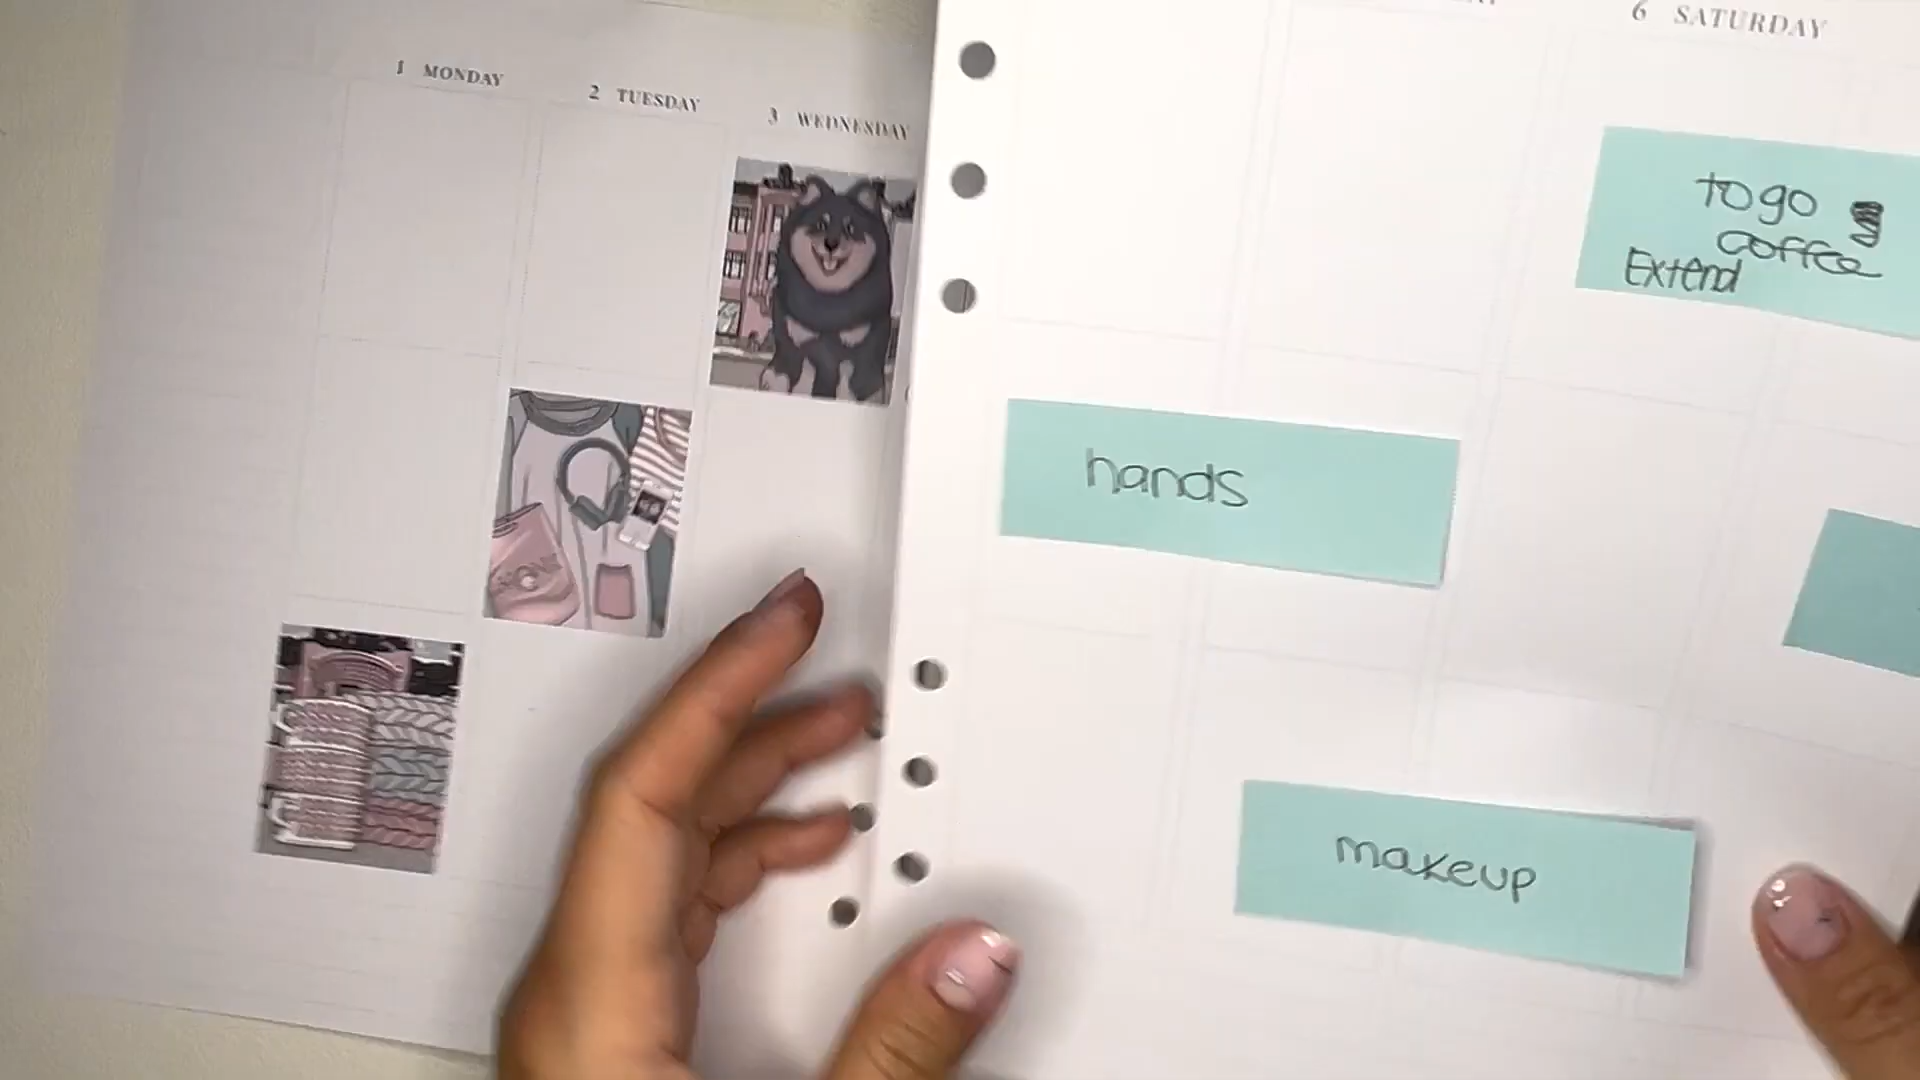 1 MONDAY
2 TUESDAY
3 WEDNESDAY
6 SATURDAY
to go
coffee
Extend
hands
makeup